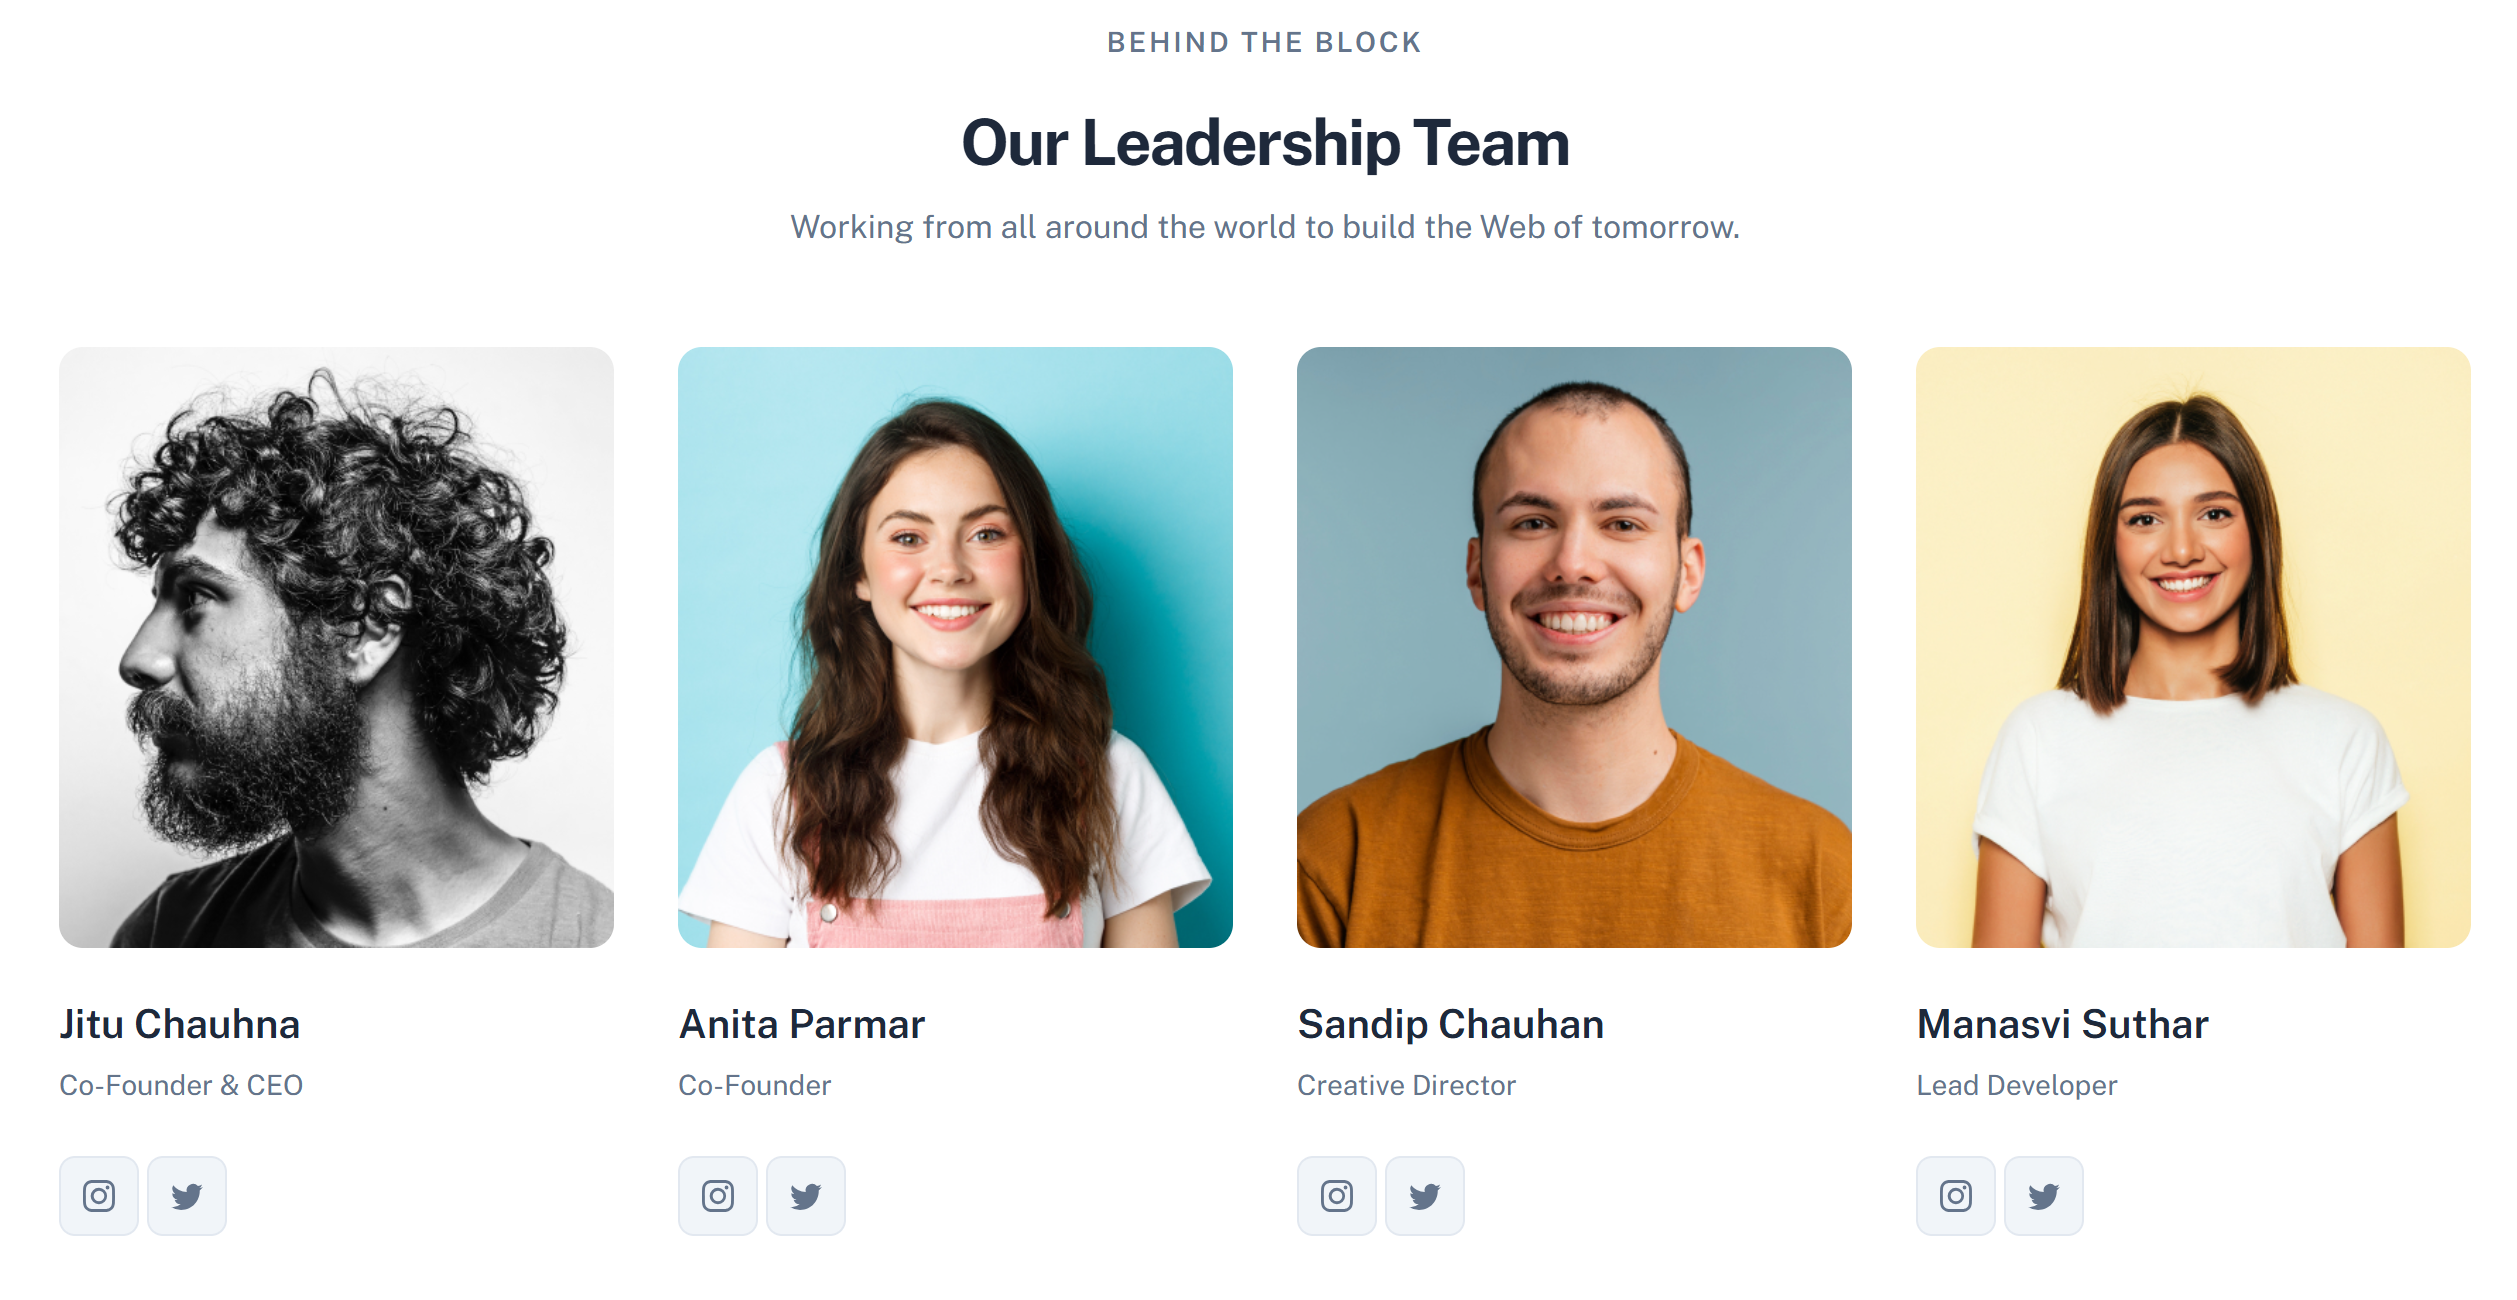 BEHIND THE BLOCK
Our Leadership Team
Working from all around the world to build the Web of tomorrow.
Jitu Chauhna
Co-Founder & CEO
Anita Parmar
Co-Founder
Sandip Chauhan
Creative Director
Manasvi Suthar
Lead Developer